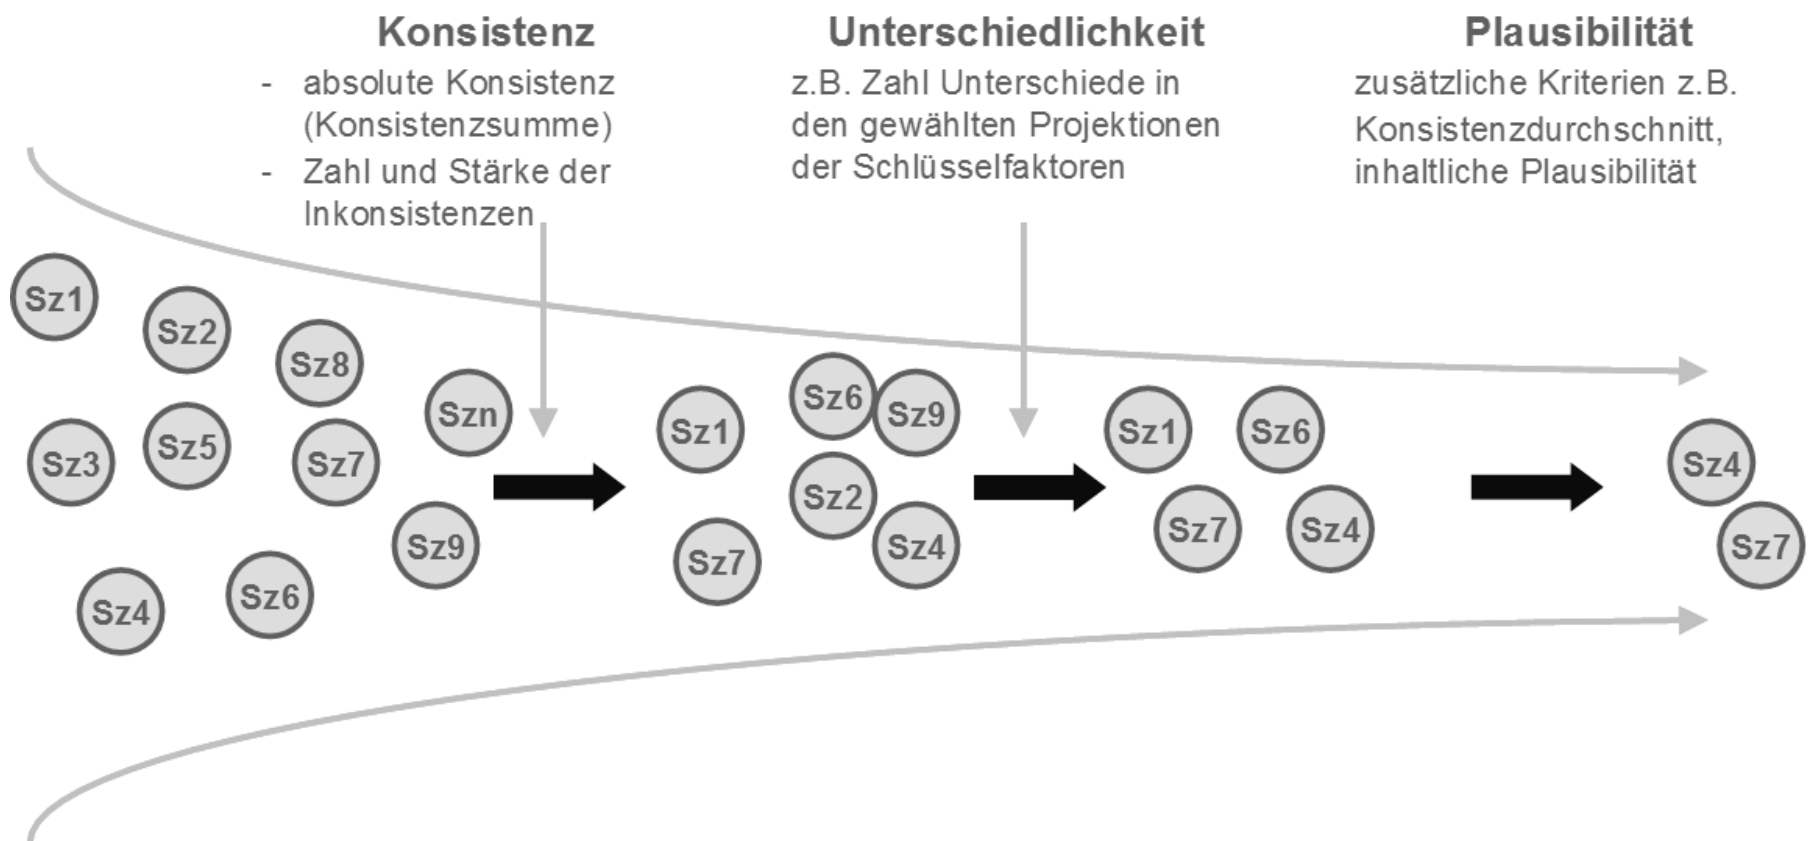 Konsistenz
- absolute Konsistenz
(Konsistenzsumme)
- Zahl und Stärke der
Inkonsistenzen
Unterschiedlichkeit
z.B. Zahl Unterschiede in
den gewählten Projektionen
der Schlüsselfaktoren
Plausibilität
zusätzliche Kriterien z.B.
Konsistenzdurchschnitt,
inhaltliche Plausibilität
Sz1
Sz2
Sz8
Szn
Sz3
Sz5
Sz7
Sz9
Sz4
Sz6
Sz1
Sz6
Sz9
Sz2
Sz7
Sz4
Sz1
Sz6
Sz7
Sz4
Sz4
Sz7